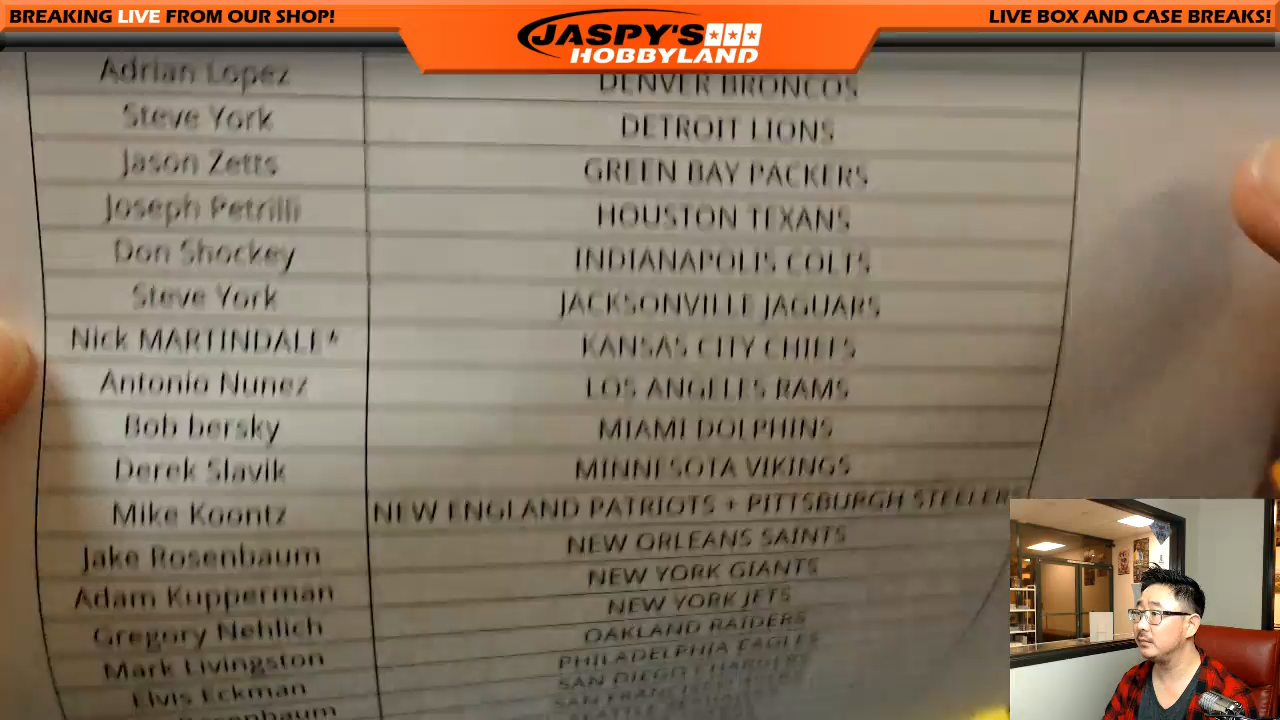 BREAKING LIVE FROM OUR SHOP!
JASPY'S
HOBBYLAND
LIVE BOX AND CASE BREAKS!
Adrian Lopez DENVER BRONCOS
Steve York DETROIT LIONS
Jason Zetts GREEN BAY PACKERS
Joseph Petrilli HOUSTON TEXANS
Don Shockey INDIANAPOLIS COLTS
Steve York JACKSONVILLE JAGUARS
Nick MARTINDALE* KANSAS CITY CHIEFS
Antonio Nunez LOS ANGELES RAMS
Bob bersky MIAMI DOLPHINS
Derek Slavik MINNESOTA VIKINGS
Mike Koontz NEW ENGLAND PATRIOTS + PITTSBURGH STEELERS
Jake Rosenbaum NEW ORLEANS SAINTS
Adam Kupperman NEW YORK GIANTS
Gregory Nehlich NEW YORK JETS
Mark Livingston OAKLAND RAIDERS
Elvis Eckman PHILADELPHIA EAGLES
Rosenbaum SAN DIEGO CHARGERS